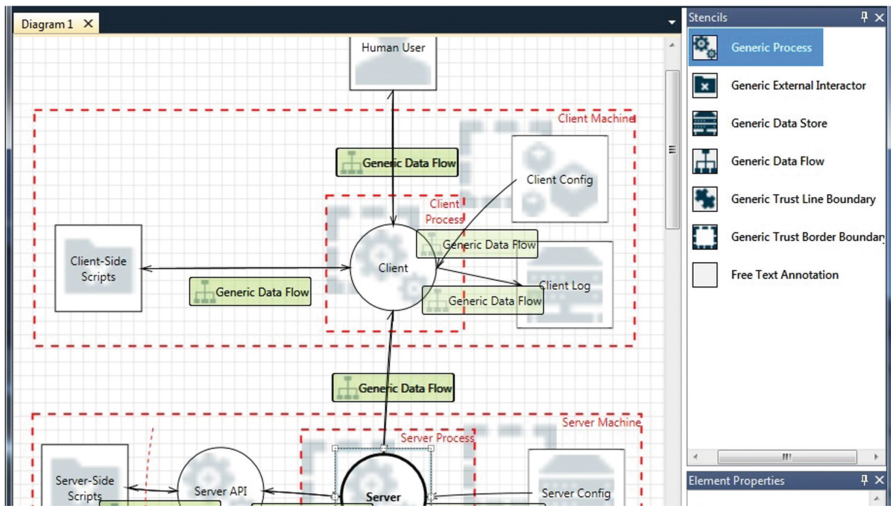 Diagram 1
Stencils
Human User
Generic Process
Generic External Interactor
Client Machine
Generic Data Store
Generic Data Flow
Generic Data Flow
Client Config
Generic Trust Line Boundary
Client
Process
Generic Trust Border Boundar
Generic Data Flow
Client-Side
Scripts
Client
Free Text Annotation
Generic Data Flow
Client Log
Generic Data Flow
Generic Data Flow
Server Machine
Server Process
Element Properties
Server-Side
Scripts
Server API
Server
Server Config